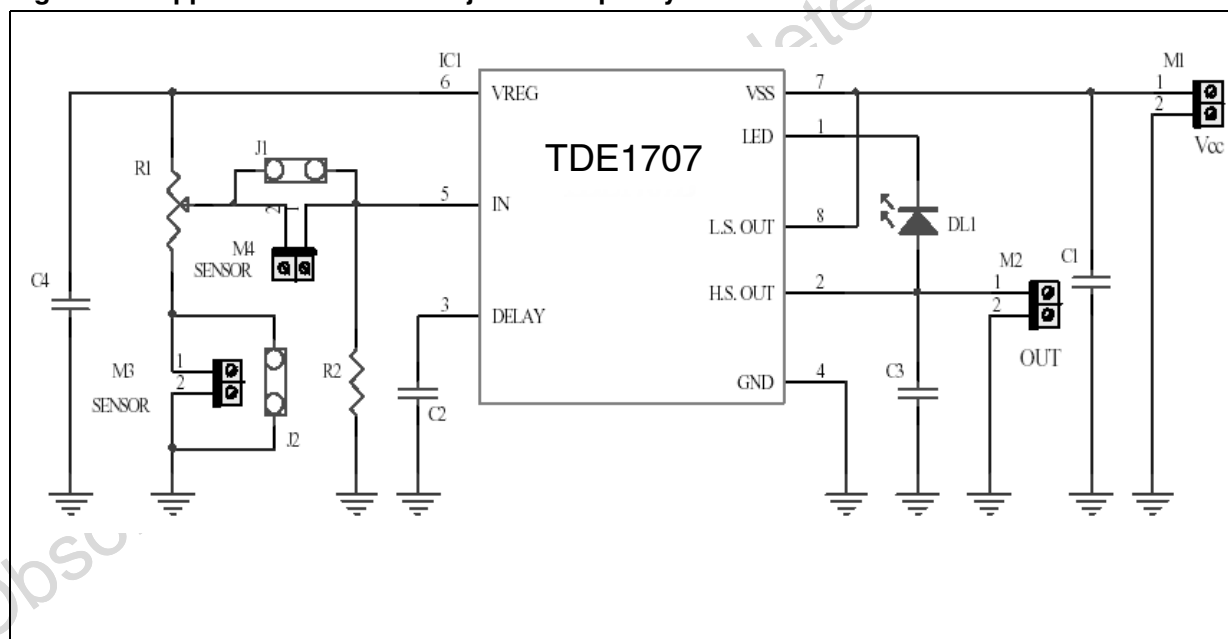 IC1
6
VREG
7
VSS
M1
1
2
Vcc
1
LED
TDE1707
J1
R1
2
1
5
IN
M4
SENSOR
8
L.S. OUT
DL1
M2
1
2
OUT
C1
C4
2
H.S. OUT
3
DELAY
M3
SENSOR
1
2
J2
R2
C2
4
GND
C3